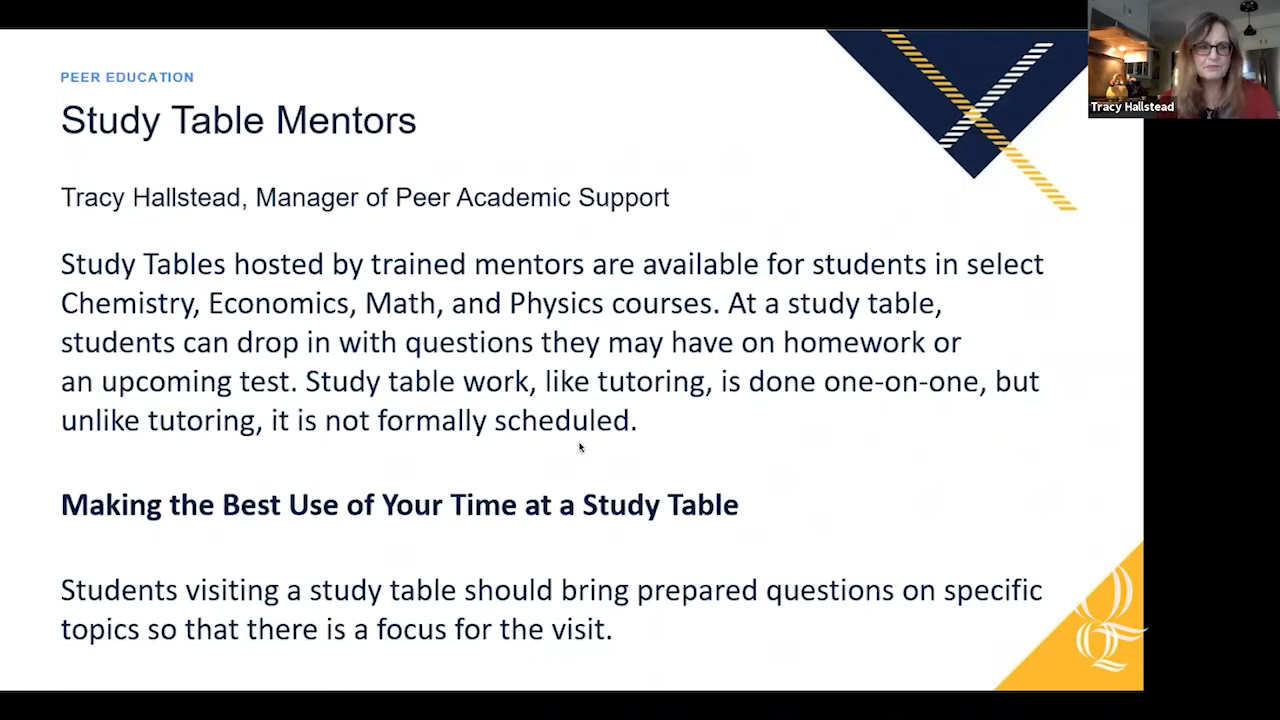 PEER EDUCATION
Study Table Mentors
Tracy Hallstead, Manager of Peer Academic Support
Study Tables hosted by trained mentors are available for students in select
Chemistry, Economics, Math, and Physics courses. At a study table,
students can drop in with questions they may have on homework or
an upcoming test. Study table work, like tutoring, is done one-on-one, but
unlike tutoring, it is not formally scheduled.
Making the Best Use of Your Time at a Study Table
Students visiting a study table should bring prepared questions on specific
topics so that there is a focus for the visit.
Tracy Hallstead